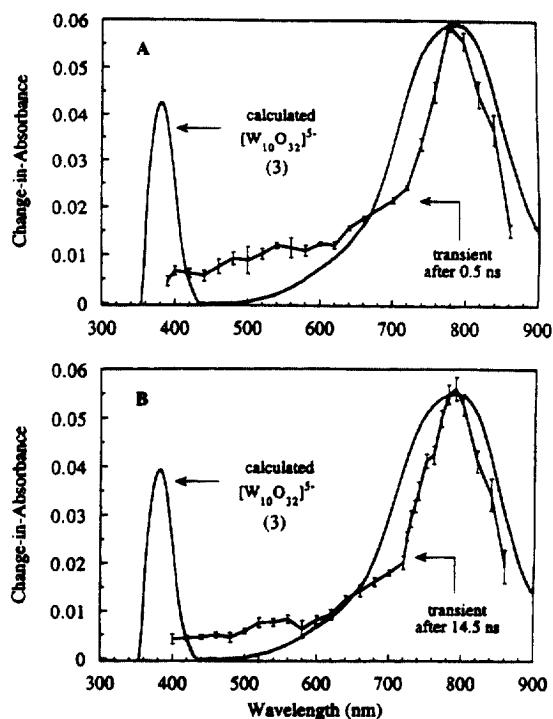 0.06
A
0.05
0.04
calculated
[W₁₀O₃₂]⁵⁻
(3)
0.03
0.02
0.01
0
transient
after 0.5 ns
Change-in-Absorbance
300 400 500 600 700 800 900
0.06
B
0.05
0.04
calculated
[W₁₀O₃₂]⁵⁻
(3)
0.03
0.02
0.01
0
transient
after 14.5 ns
Change-in-Absorbance
300 400 500 600 700 800 900
Wavelength (nm)